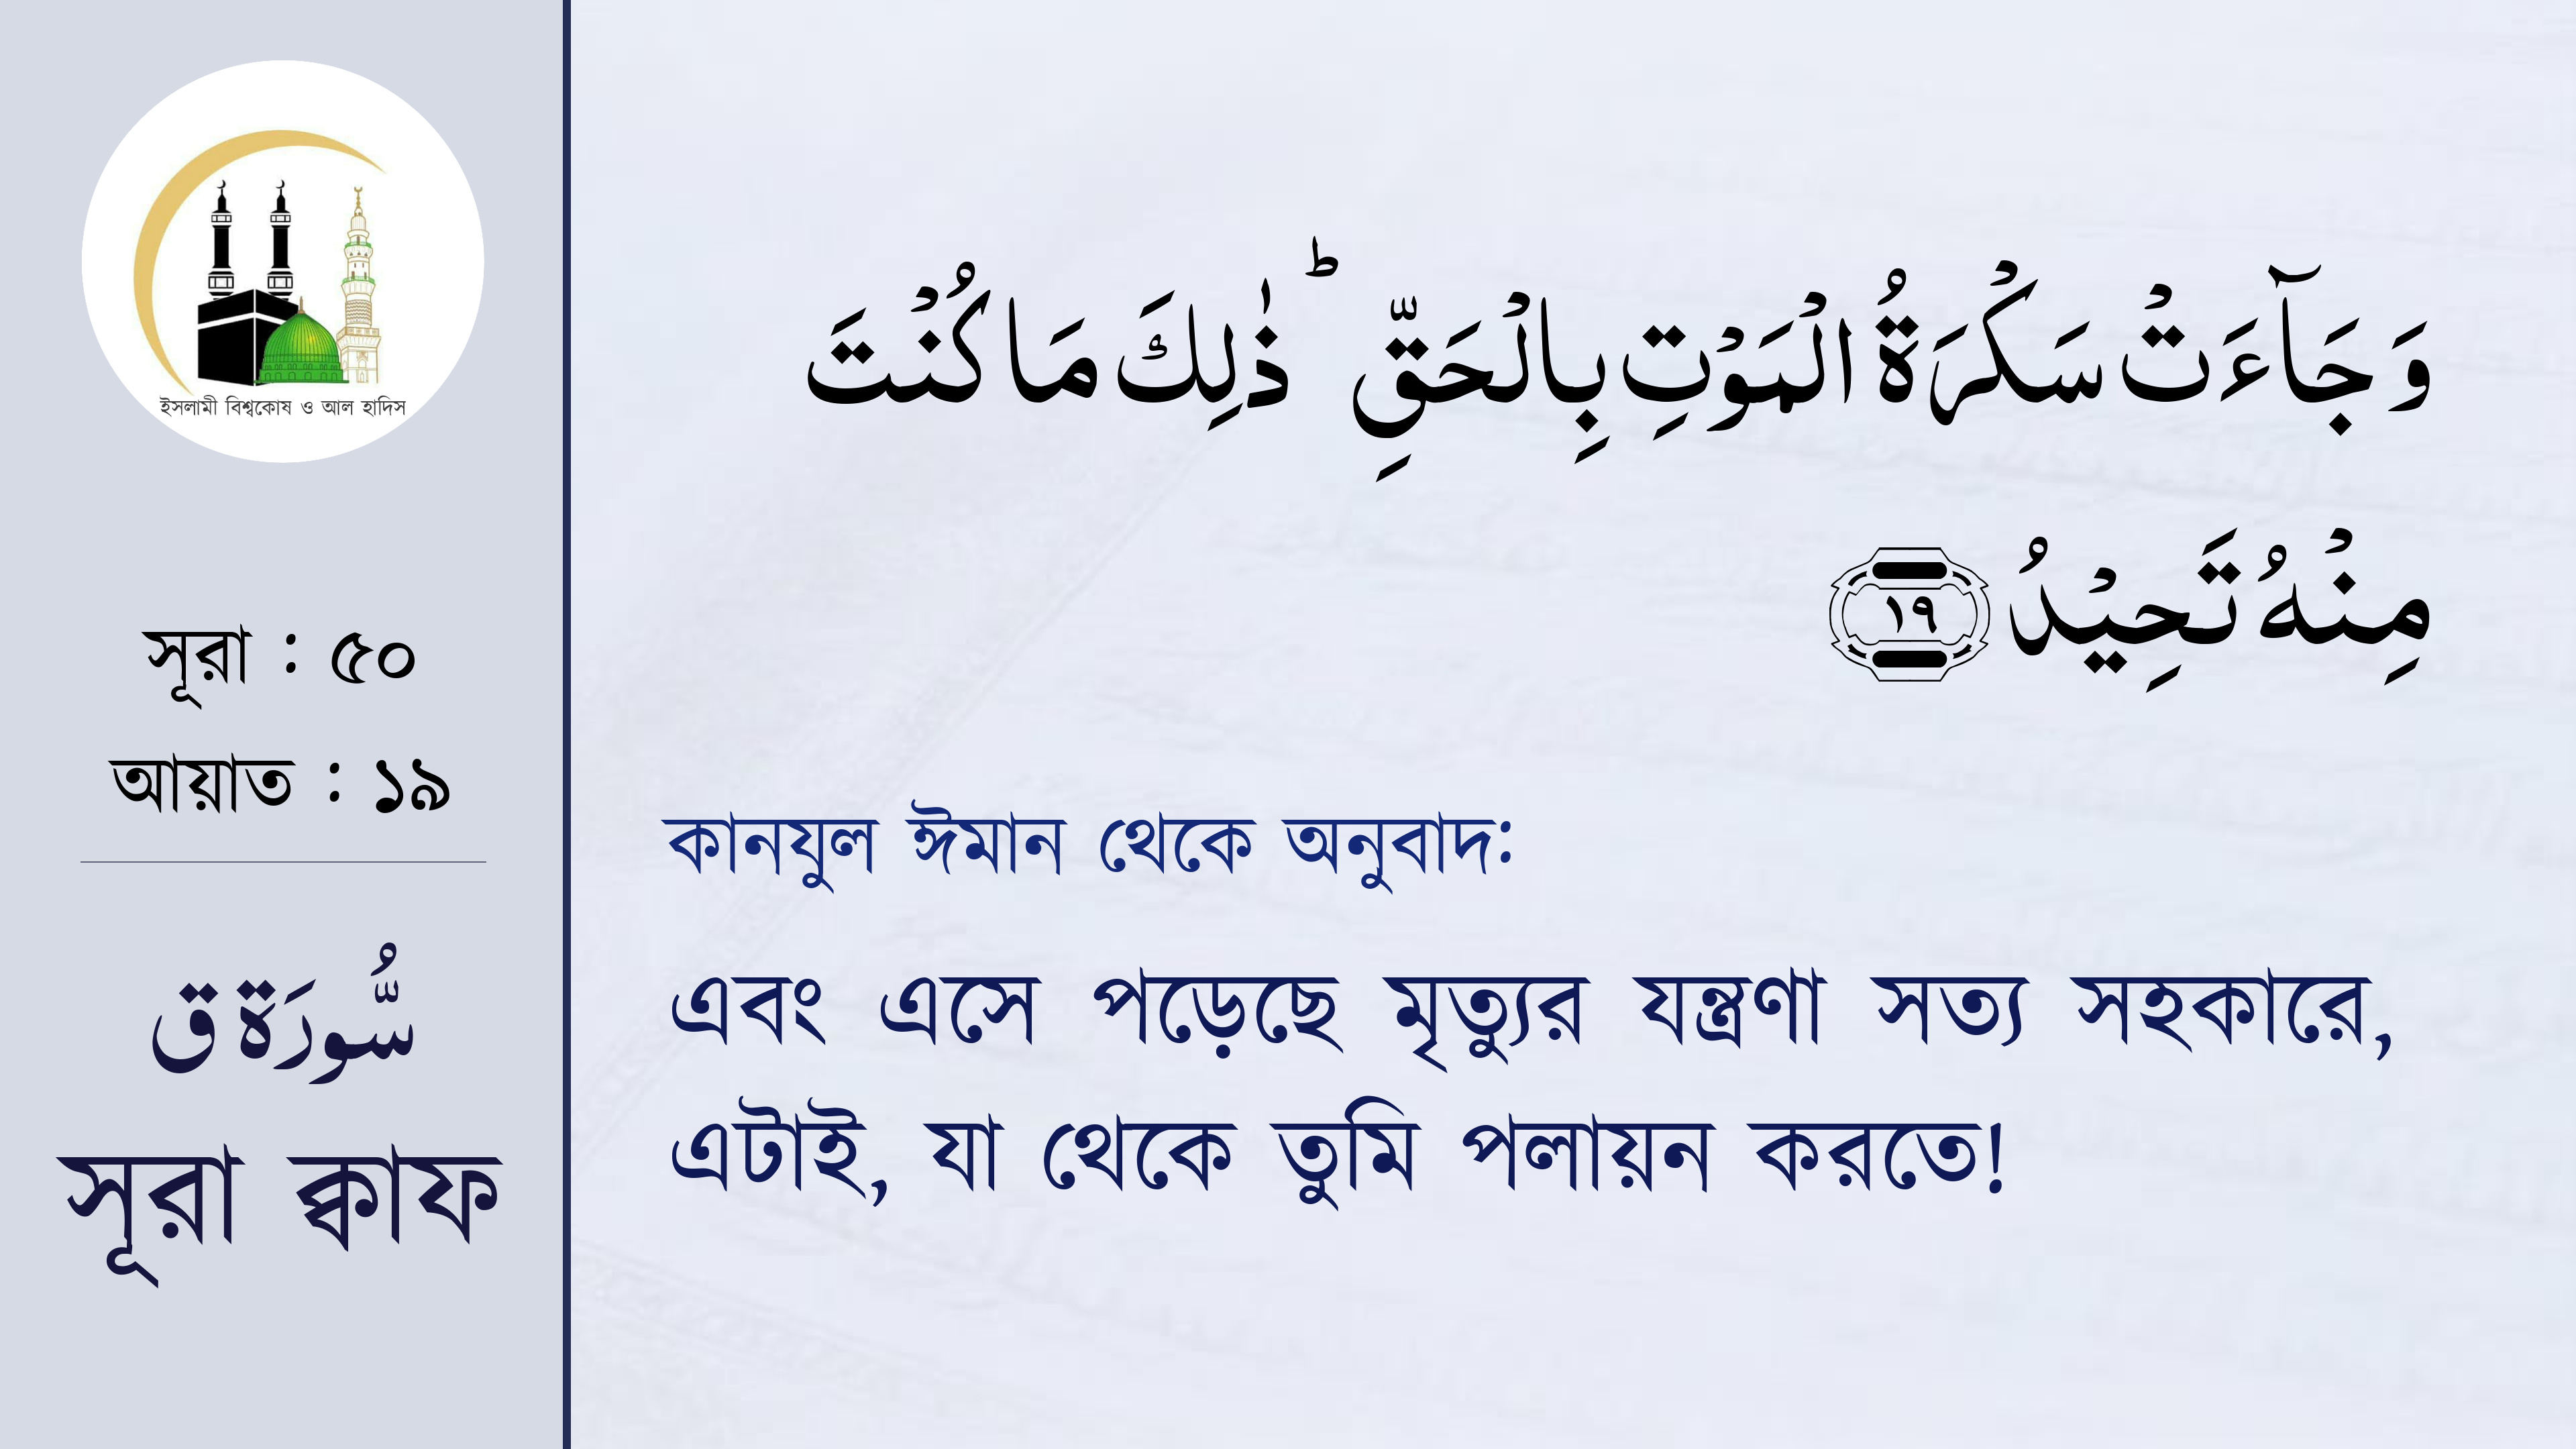 ইসলামী বিশ্বকোষ ও আল হাদিস
সূরা : ৫০
আয়াত : ১৯
سُّورَة ق
সূরা ক্বাফ
وَ جَآءَتْ سَكْرَةُ الْمَوْتِ بِالْحَقِّ ؕ ذٰلِكَ مَا كُنْتَ
مِنْهُ تَحِیْدُ ۱۹
কানযুল ঈমান থেকে অনুবাদ:
এবং এসে পড়েছে মৃত্যুর যন্ত্রণা সত্য সহকারে,
এটাই, যা থেকে তুমি পলায়ন করতে!